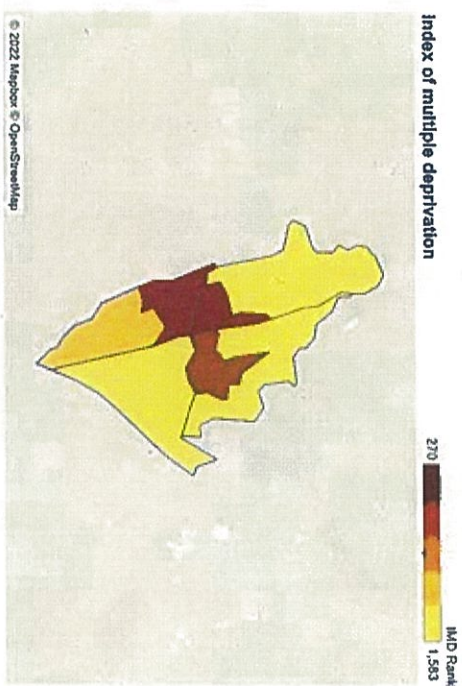 Index of multiple deprivation
IMD Rank
270
1,583
© 2022 Mapbox © OpenStreetMap